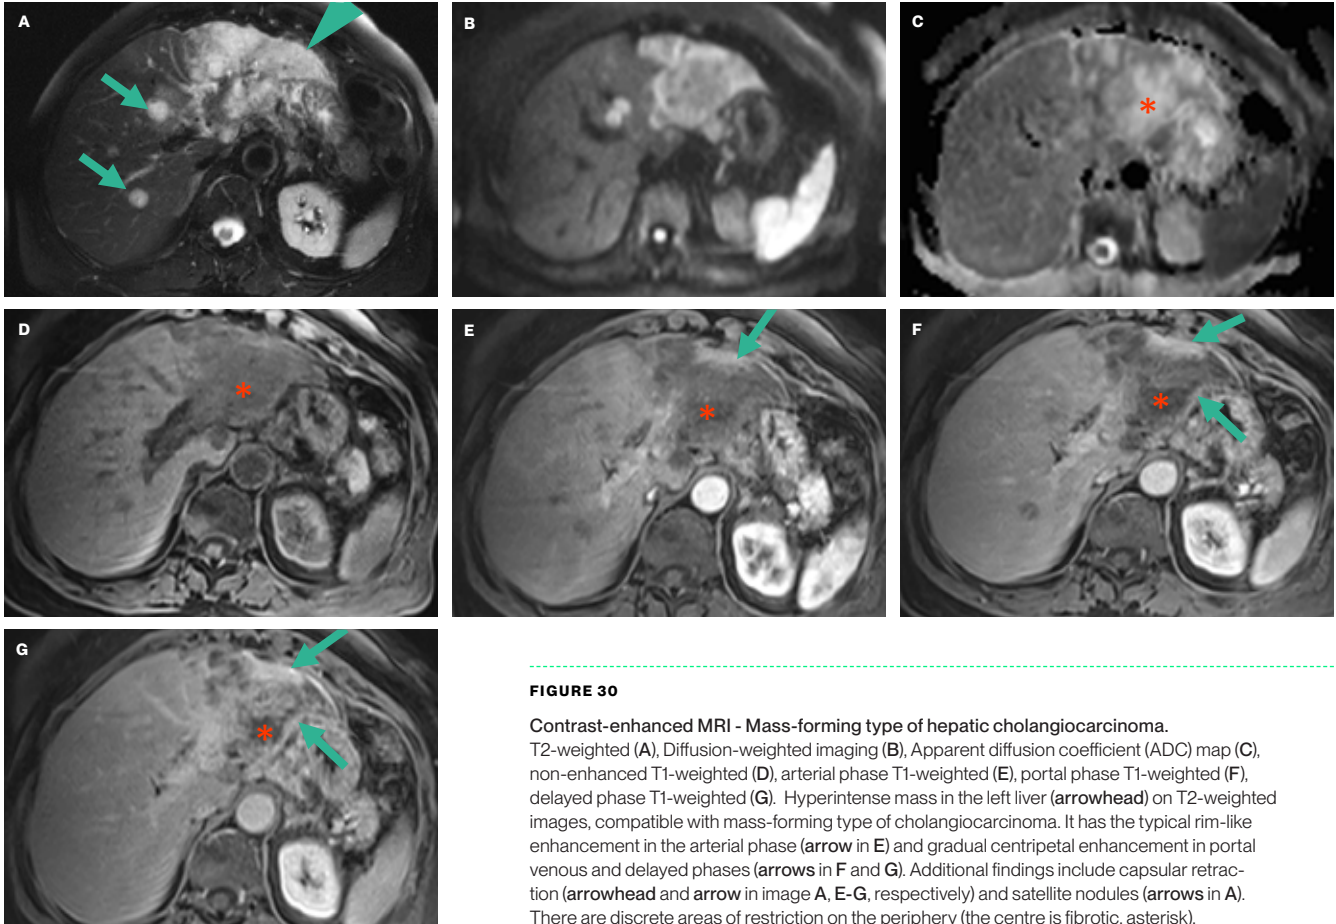 A
B
C
*
D
*
E
*
F
*
G
*
FIGURE 30
Contrast-enhanced MRI - Mass-forming type of hepatic cholangiocarcinoma.
T2-weighted (A), Diffusion-weighted imaging (B), Apparent diffusion coefficient (ADC) map (C),
non-enhanced T1-weighted (D), arterial phase T1-weighted (E), portal phase T1-weighted (F),
delayed phase T1-weighted (G). Hyperintense mass in the left liver (arrowhead) on T2-weighted
images, compatible with mass-forming type of cholangiocarcinoma. It has the typical rim-like
enhancement in the arterial phase (arrow in E) and gradual centripetal enhancement in portal
venous and delayed phases (arrows in F and G). Additional findings include capsular retrac-
tion (arrowhead and arrow in image A, E-G, respectively) and satellite nodules (arrows in A).
There are discrete areas of restriction on the periphery (the centre is fibrotic, asterisk).